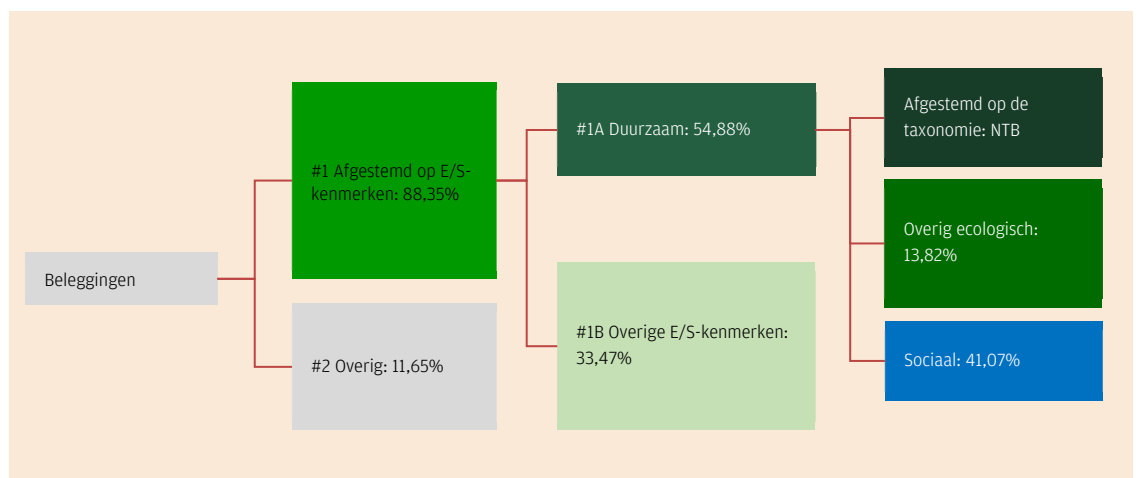 Beleggingen
#1 Afgestemd op E/S-
kenmerken: 88,35%
#2 Overig: 11,65%
#1A Duurzaam: 54,88%
#1B Overige E/S-kenmerken:
33,47%
Afgestemd op de
taxonomie: NTB
Overig ecologisch:
13,82%
Sociaal: 41,07%